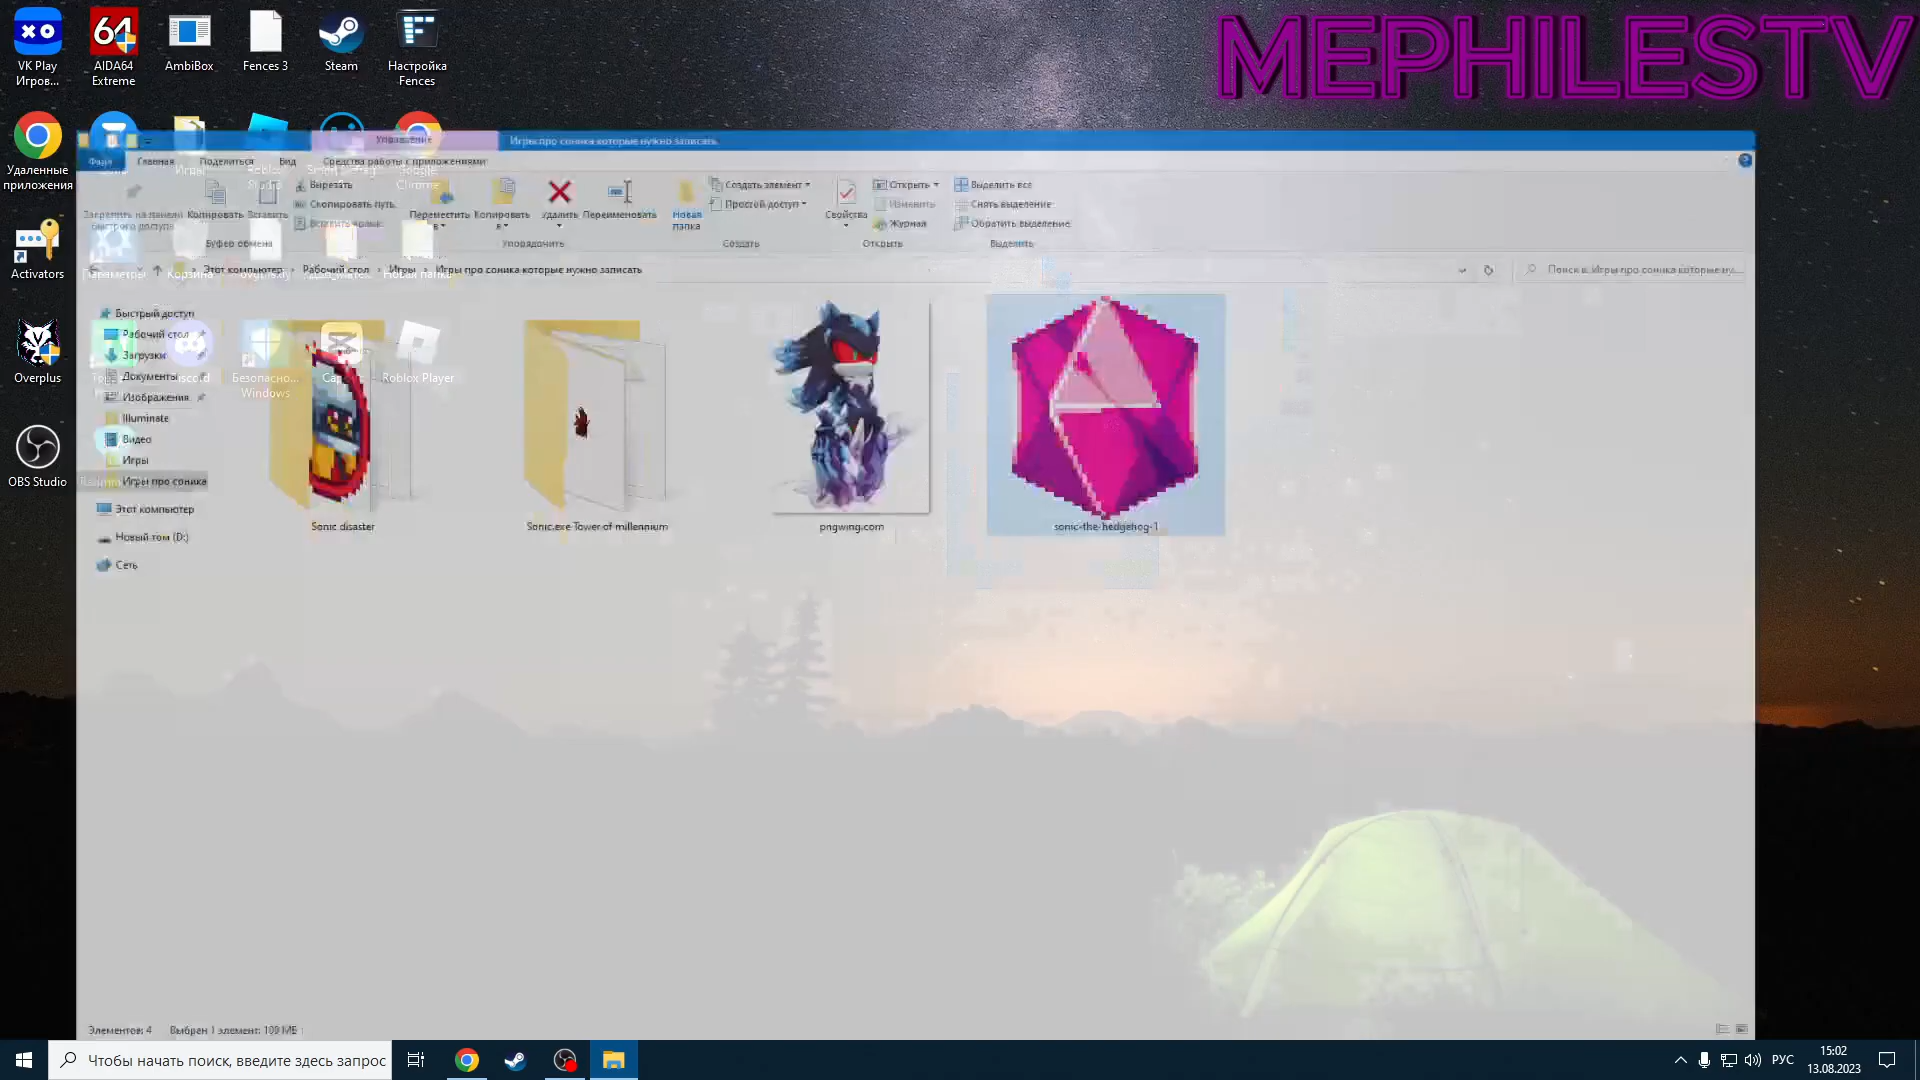 MEPHILESTV
VK Play
Игров...
AIDA64
Extreme
AmbiBox
Fences 3
Steam
Настройка
Fences
Удаленные
приложения
Activators
Overplus
OBS Studio
Управление
Игры про соника которые нужно записать
Файл
Главная
Поделиться
Вид
Средства работы с приложениями
Закрепить на панели
быстрого доступа
Копировать
Вставить
Вырезать
Скопировать путь
Вставить ярлык
Буфер обмена
Переместить
в
Копировать
в
Удалить
Переименовать
Упорядочить
Новая
папка
Создать элемент
Простой доступ
Создать
Свойства
Открыть
Изменить
Журнал
Открыть
Выделить все
Снять выделение
Обратить выделение
Выделить
Этот компьютер
Рабочий стол
Игры
Игры про соника которые нужно записать
Поиск в: Игры про соника которые ну...
Быстрый доступ
Рабочий стол
Загрузки
Документы
Изображения
Illuminate
Видео
Игры
Игры про соника
Этот компьютер
Новый том (D:)
Сеть
Параметры
Корзина
Новая папка
Безопасно...
Windows
Roblox Player
Sonic disaster
Sonic.exe Tower of millennium
pngwing.com
sonic-the-hedgehog-1
Элементов: 4
Выбран 1 элемент: 109 МБ
Чтобы начать поиск, введите здесь запрос
РУС
15:02
13.08.2023